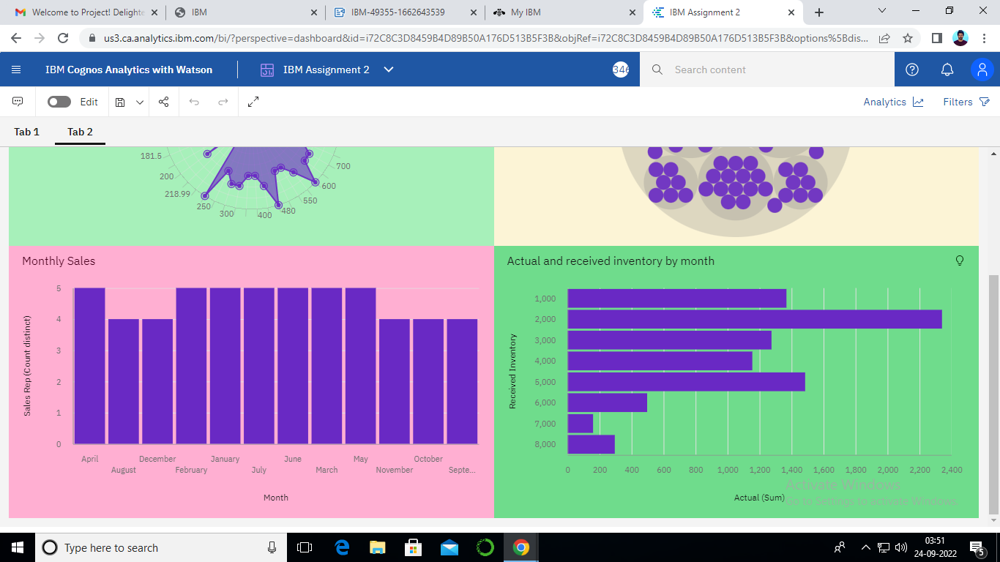 Welcome to Project! Delighte
IBM
IBM-49355-1662643539
My IBM
IBM Assignment 2
us3.ca.analytics.ibm.com/bi/?perspective=dashboard&id=i72C8C3D8459B4D89B50A176D513B5F3B&objRef=i72C8C3D8459B4D89B50A176D513B5F3B&options%5Bdis...
IBM Cognos Analytics with Watson
IBM Assignment 2
346
Search content
Edit
Analytics
Filters
Tab 1
Tab 2
181.5
200
218.99
250
300
400
480
550
600
700
Monthly Sales
5
4
3
2
1
0
Sales Rep (Count distinct)
April
August
December
February
January
July
June
March
May
November
October
Septe...
Month
Actual and received inventory by month
Received Inventory
1,000
2,000
3,000
4,000
5,000
6,000
7,000
8,000
0 200 400 600 800 1,000 1,200 1,400 1,600 1,800 2,000 2,200 2,400
Actual (Sum)
Activate Windows
Go to Settings to activate Windows.
Type here to search
03:51
24-09-2022
5